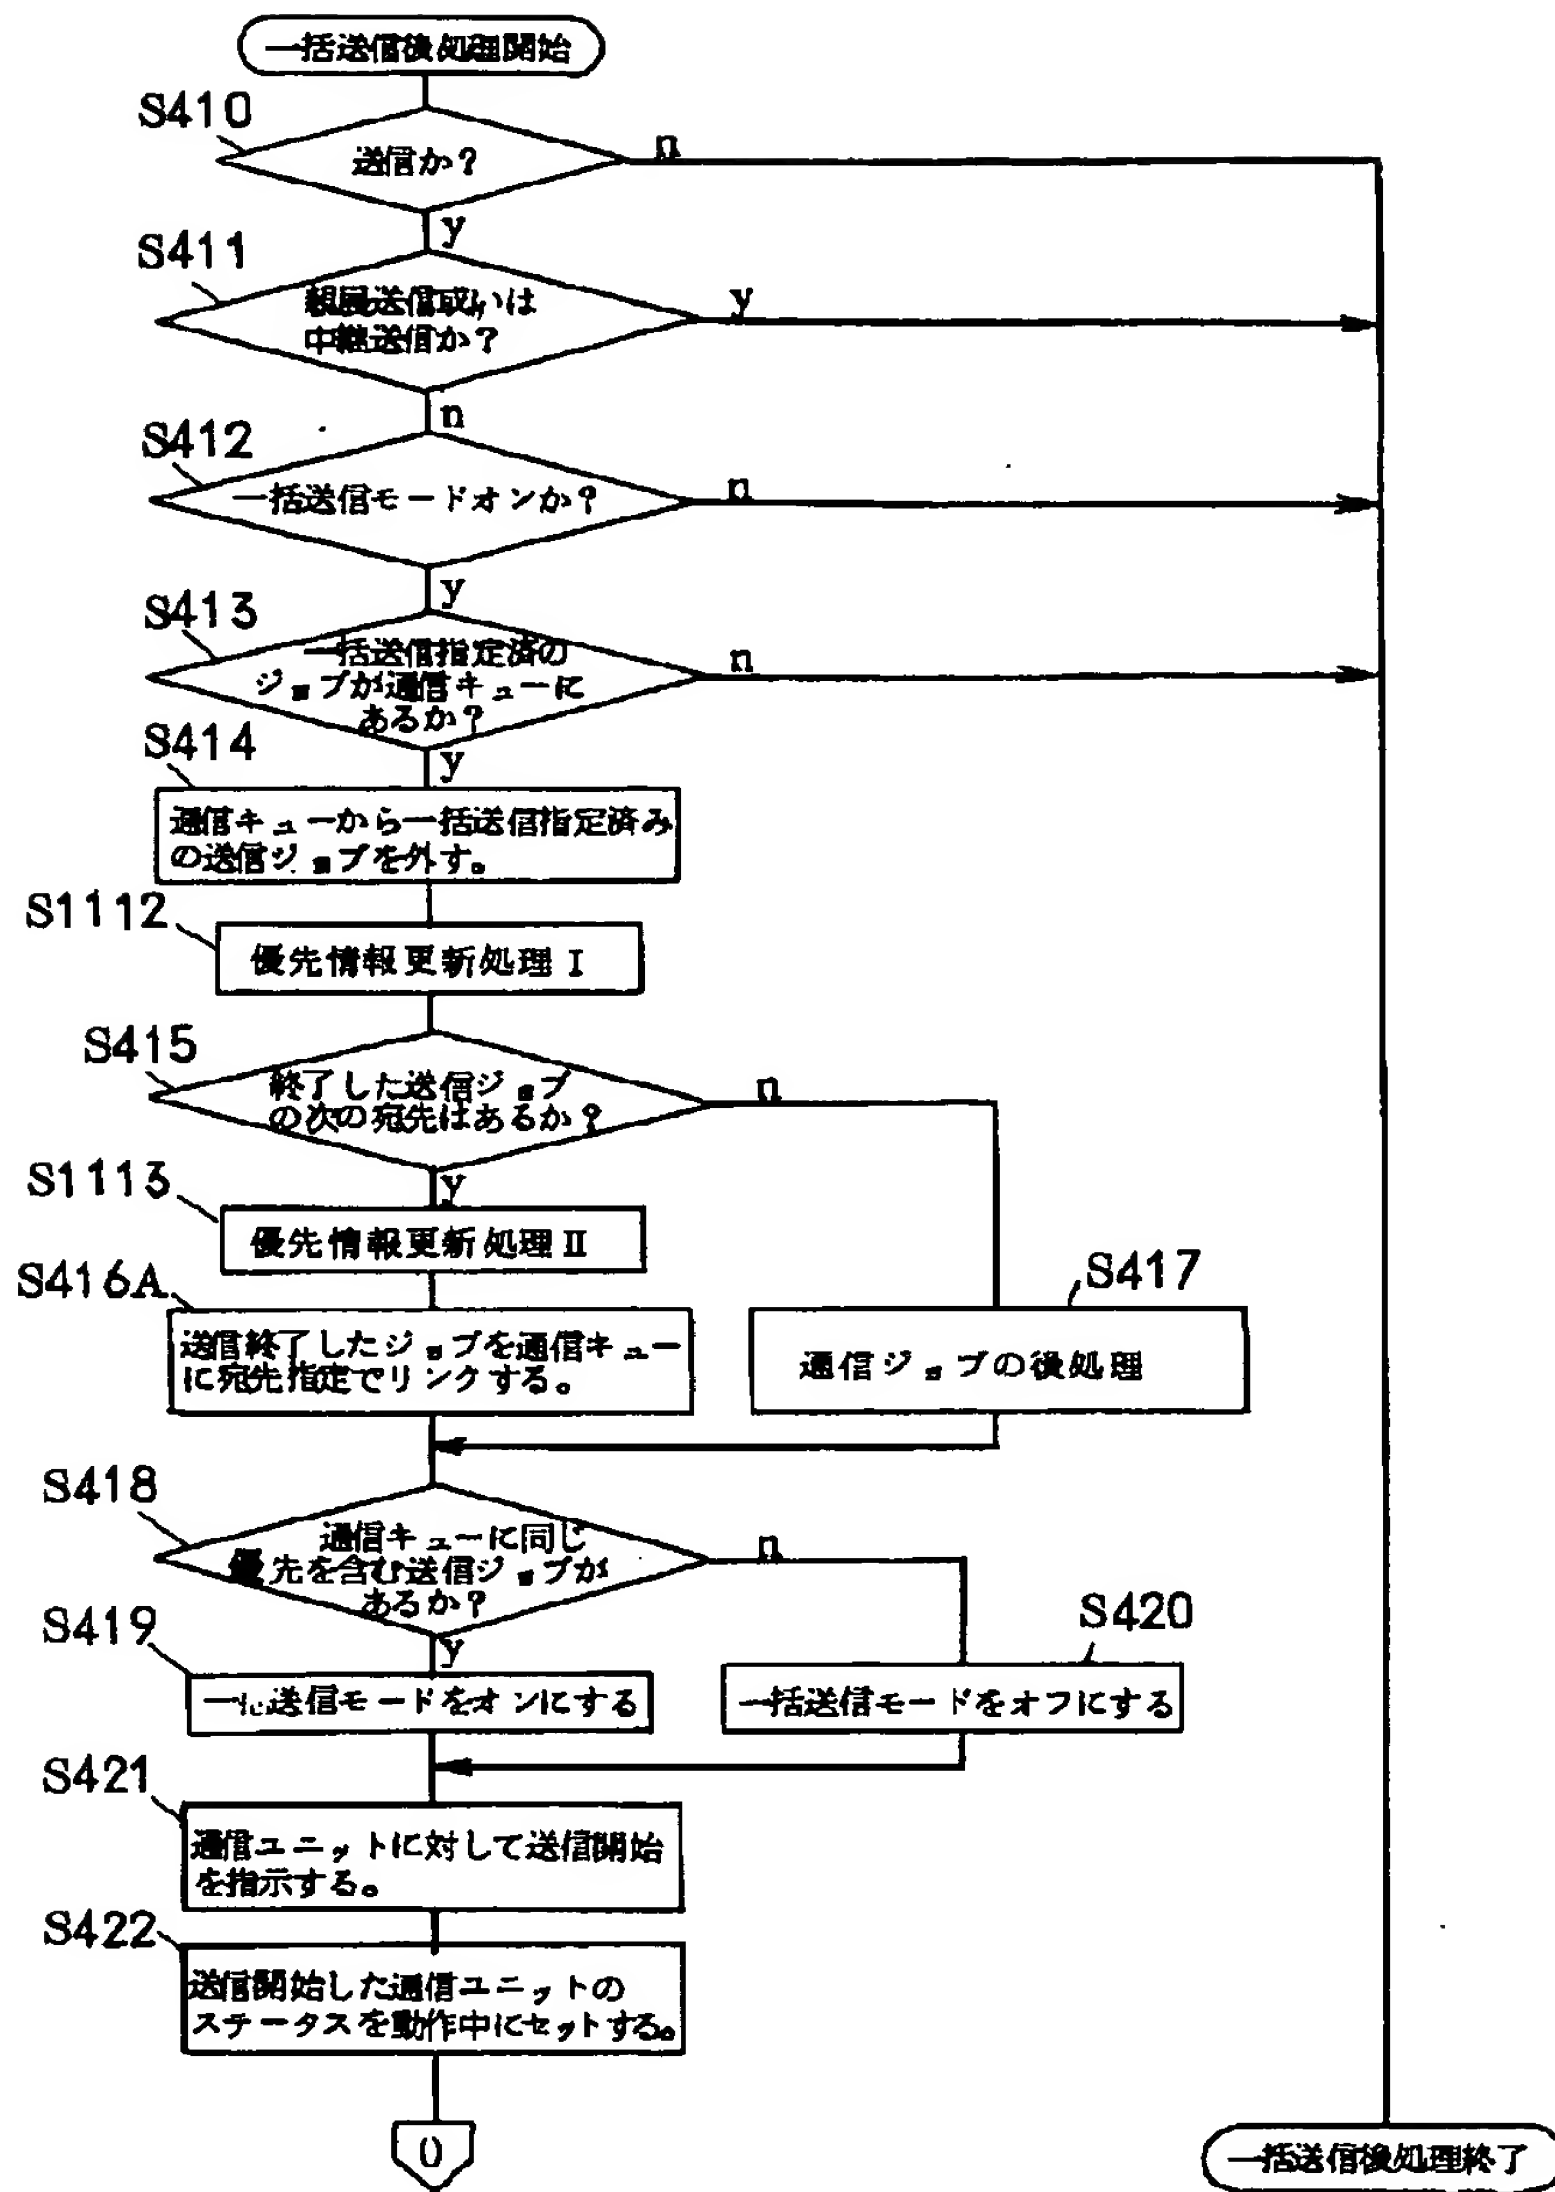 一括送信後処理開始
S410
送信か?
n
y
S411
親展送信或いは
中継送信か?
y
n
S412
一括送信モードオンか?
n
y
S413
一括送信指定済の
ジョブが通信キューに
あるか?
n
y
S414
通信キューから一括送信指定済み
の送信ジョブを外す。
S1112
優先情報更新処理Ⅰ
S415
終了した送信ジョブ
の次の宛先はあるか?
n
y
S1113
優先情報更新処理Ⅱ
S416A
送信終了したジョブを通信キュー
に宛先指定でリンクする。
S417
通信ジョブの後処理
S418
通信キューに同じ
優先を含む送信ジョブが
あるか?
n
y
S419
一括送信モードをオンにする
S420
一括送信モードをオフにする
S421
通信ユニットに対して送信開始
を指示する。
S422
送信開始した通信ユニットの
ステータスを動作中にセットする。
0
一括送信後処理終了